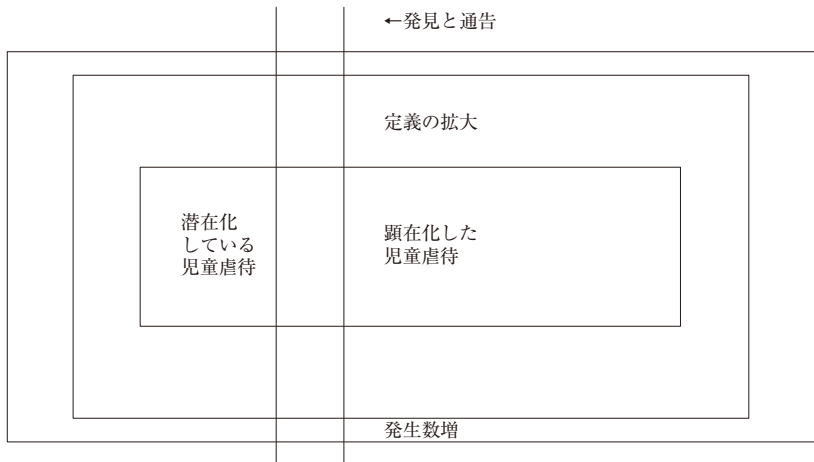 ←発見と通告
定義の拡大
潜在化
している
児童虐待
顕在化した
児童虐待
発生数増